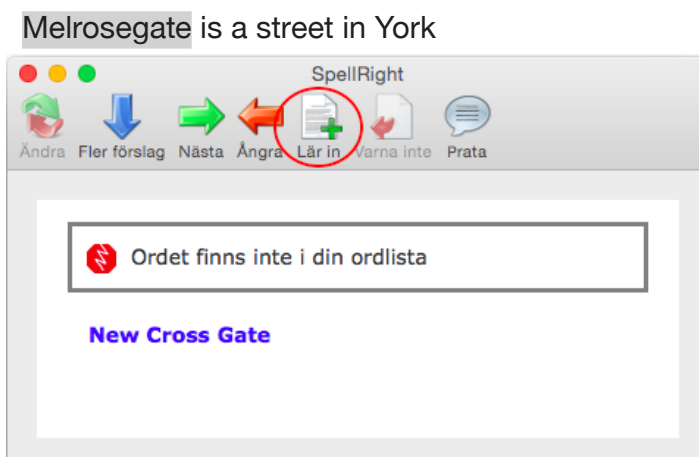 Melrosegate is a street in York
SpellRight
Ändra Fler förslag Nästa Ångra Lär in Varna inte Prata
Ordet finns inte i din ordlista
New Cross Gate